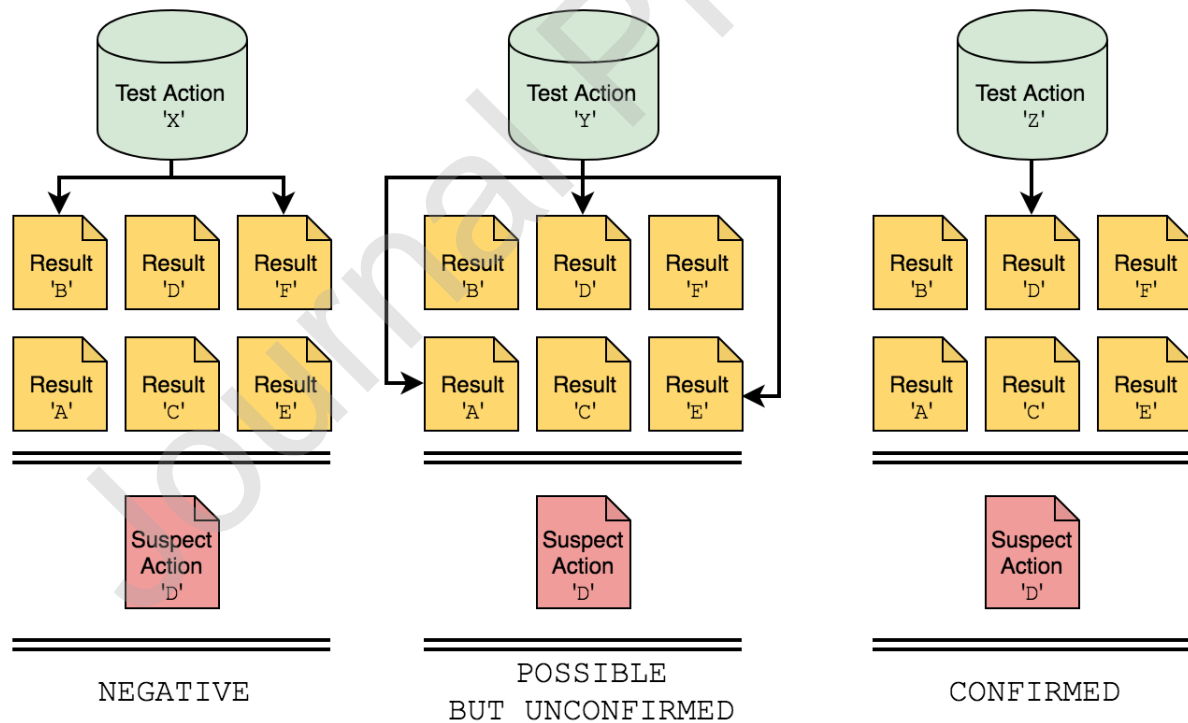 Test Action
'X'
Test Action
'Y'
Test Action
'Z'
Result
'B'
Result
'D'
Result
'F'
Result
'B'
Result
'D'
Result
'F'
Result
'B'
Result
'D'
Result
'F'
Result
'A'
Result
'C'
Result
'E'
Result
'A'
Result
'C'
Result
'E'
Result
'A'
Result
'C'
Result
'E'
Suspect
Action
'D'
Suspect
Action
'D'
Suspect
Action
'D'
NEGATIVE
POSSIBLE
BUT UNCONFIRMED
CONFIRMED
Journal